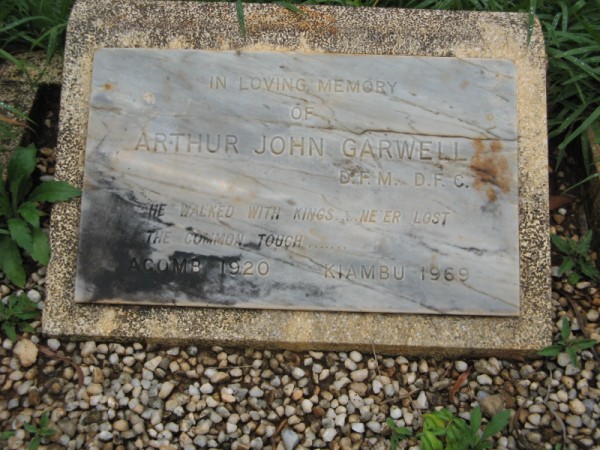 IN LOVING MEMORY
OF
ARTHUR JOHN GARWELL
D.F.M. D.F.C.
HE WALKED WITH KINGS....NE'ER LOST
THE COMMON TOUCH.......
ACOMB 1920 KIAMBU 1969